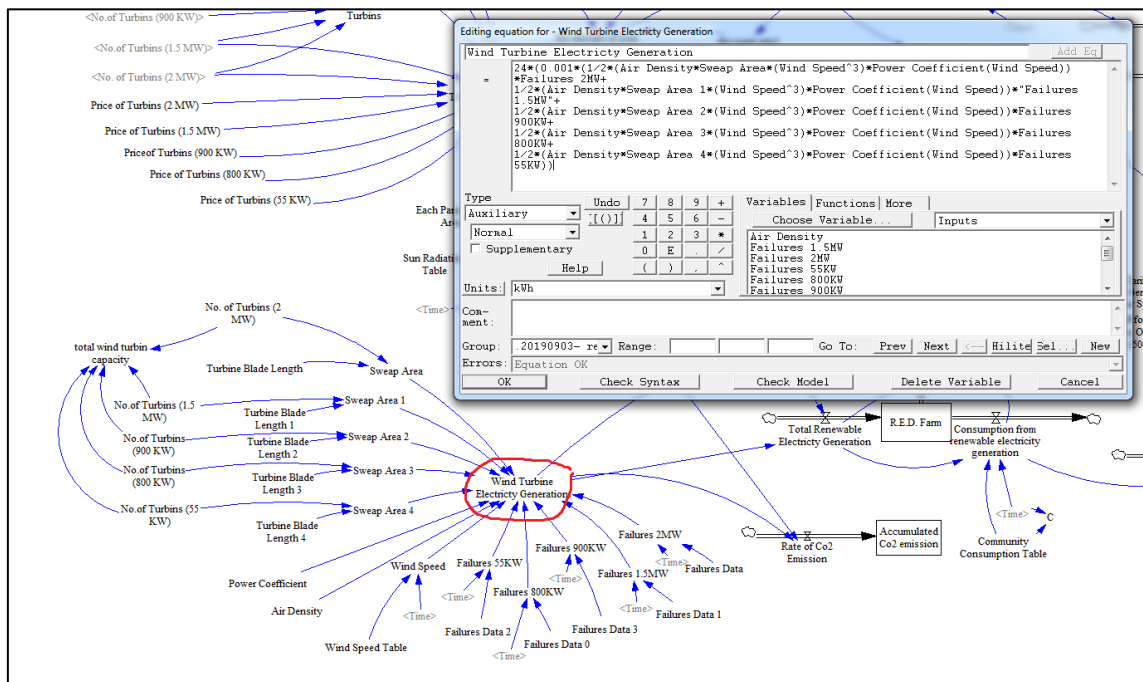 <No.of Turbins (900 KW)>
Turbins
<No.of Turbins (1.5 MW)>
<No.of Turbins (2 MW)>
Price of Turbins (2 MW)
Price of Turbins (1.5 MW)
Priceof Turbins (900 KW)
Price of Turbins (800 KW)
Price of Turbins (55 KW)
Each
Sun
Table
<Time>
Editing equation for - Wind Turbine Electricty Generation
Wind Turbine Electricty Generation
Add Eq
=
24*(0.001*(1/2*(Air Density*Sweap Area*(Wind Speed^3)*Power Coefficient(Wind Speed))
*Failures 2MW+
1/2*(Air Density*Sweap Area 1*(Wind Speed^3)*Power Coefficient(Wind Speed))*"Failures
1.5MW"+
1/2*(Air Density*Sweap Area 2*(Wind Speed^3)*Power Coefficient(Wind Speed))*Failures
900KW+
1/2*(Air Density*Sweap Area 3*(Wind Speed^3)*Power Coefficient(Wind Speed))*Failures
800KW+
1/2*(Air Density*Sweap Area 4*(Wind Speed^3)*Power Coefficient(Wind Speed))*Failures
55KW))
Type
Auxiliary
Normal
Supplementary
Help
Undo
[[()]]
7 8 9 +
4 5 6 -
1 2 3 *
0 E . /
( ) , ^
Variables Functions More
Choose Variable...
Inputs
Air Density
Failures 1.5MW
Failures 2MW
Failures 55KW
Failures 800KW
Failures 900KW
Units: kWh
Com-
ment:
Group: .20190903- re Range: Go To: Prev Next <-- Hilite Sel... New
Errors: Equation OK
OK Check Syntax Check Model Delete Variable Cancel
No. of Turbins (2
MW)
total wind turbin
capacity
Turbine Blade Length
Sweap Area
No.of Turbins (1.5
MW)
Turbine Blade
Length 1
Sweap Area 1
No.of Turbins
(900 KW)
Turbine Blade
Length 2
Sweap Area 2
No.of Turbins
(800 KW)
Turbine Blade
Length 3
Sweap Area 3
No.of Turbins (55
KW)
Turbine Blade
Length 4
Sweap Area 4
Wind Turbine
Electricty Generation
Power Coefficient
Air Density
Wind Speed
<Time>
Wind Speed Table
Failures 55KW
<Time>
Failures Data 2
Failures 800KW
<Time>
Failures Data 0
Failures 900KW
<Time>
Failures Data 3
Failures 1.5MW
<Time>
Failures Data 1
Failures 2MW
<Time>
Failures Data
Total Renewable
Electricity Generation
R.E.D. Farm
Consumption from
renewable electricity
generation
<Time>
C
Community
Consumption Table
Rate of Co2
Emission
Accumulated
Co2 emission